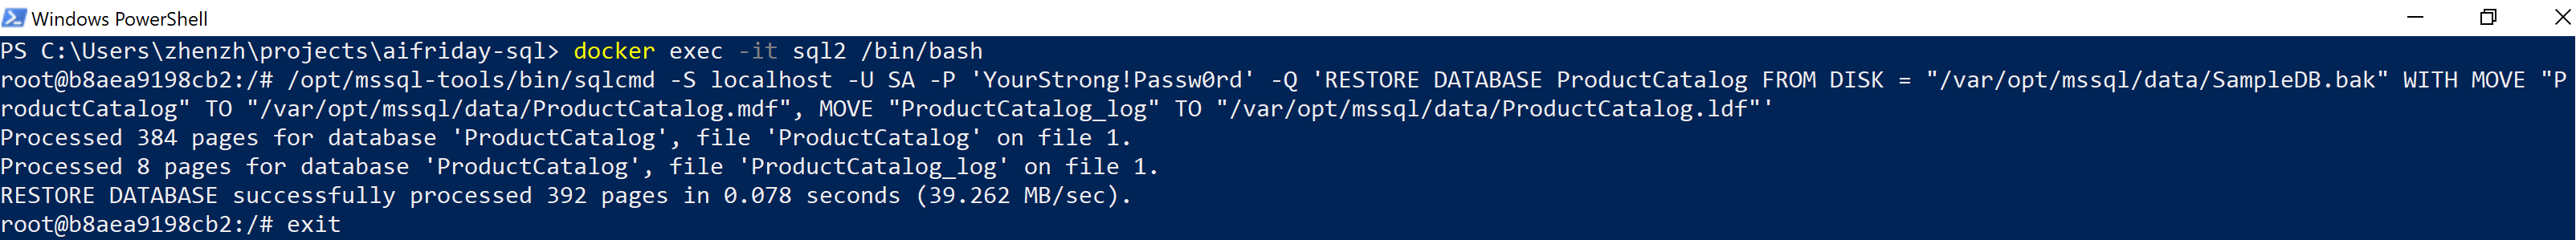 Windows PowerShell
PS C:\Users\zhenzh\projects\aifriday-sql> docker exec -it sql2 /bin/bash
root@b8aea9198cb2:/# /opt/mssql-tools/bin/sqlcmd -S localhost -U SA -P 'YourStrong!Passw0rd' -Q 'RESTORE DATABASE ProductCatalog FROM DISK = "/var/opt/mssql/data/SampleDB.bak" WITH MOVE "P
roductCatalog" TO "/var/opt/mssql/data/ProductCatalog.mdf", MOVE "ProductCatalog_log" TO "/var/opt/mssql/data/ProductCatalog.ldf"'
Processed 384 pages for database 'ProductCatalog', file 'ProductCatalog' on file 1.
Processed 8 pages for database 'ProductCatalog', file 'ProductCatalog_log' on file 1.
RESTORE DATABASE successfully processed 392 pages in 0.078 seconds (39.262 MB/sec).
root@b8aea9198cb2:/# exit